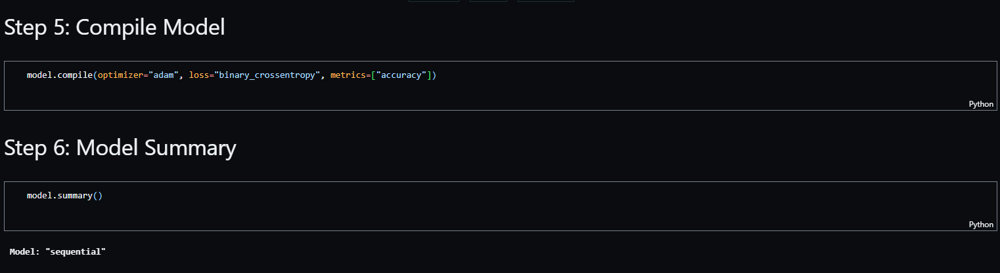 Step 5: Compile Model
model.compile(optimizer="adam", loss="binary_crossentropy", metrics=["accuracy"])
Python
Step 6: Model Summary
model.summary()
Python
Model: "sequential"